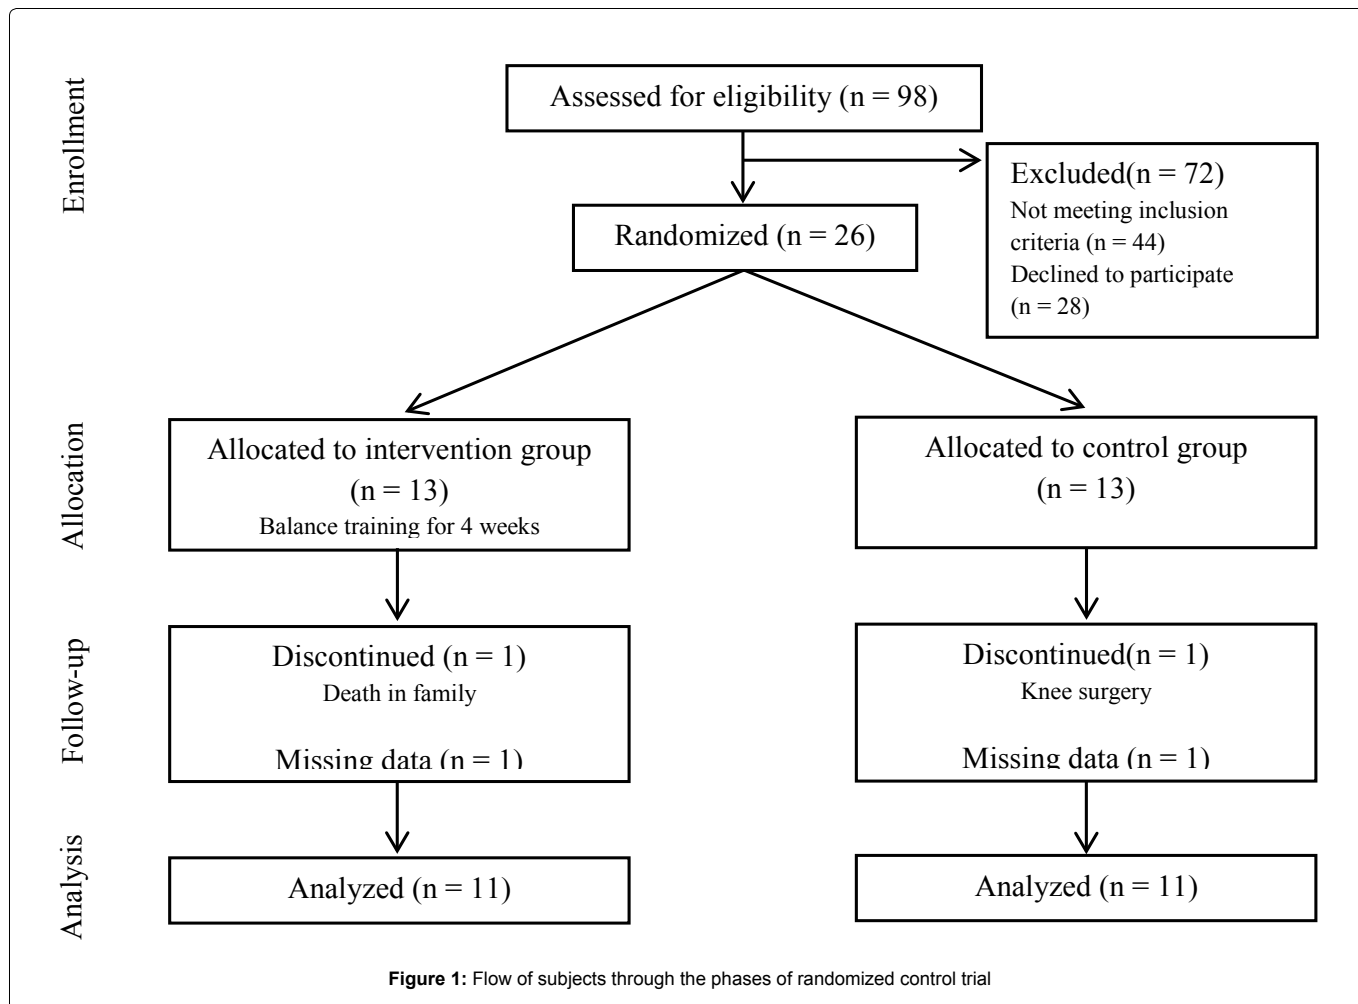 Enrollment
Assessed for eligibility (n = 98)
Excluded(n = 72)
Not meeting inclusion
criteria (n = 44)
Declined to participate
(n = 28)
Randomized (n = 26)
Allocation
Allocated to intervention group
(n = 13)
Balance training for 4 weeks
Allocated to control group
(n = 13)
Follow-up
Discontinued (n = 1)
Death in family
Missing data (n = 1)
Discontinued(n = 1)
Knee surgery
Missing data (n = 1)
Analysis
Analyzed (n = 11)
Analyzed (n = 11)
Figure 1: Flow of subjects through the phases of randomized control trial